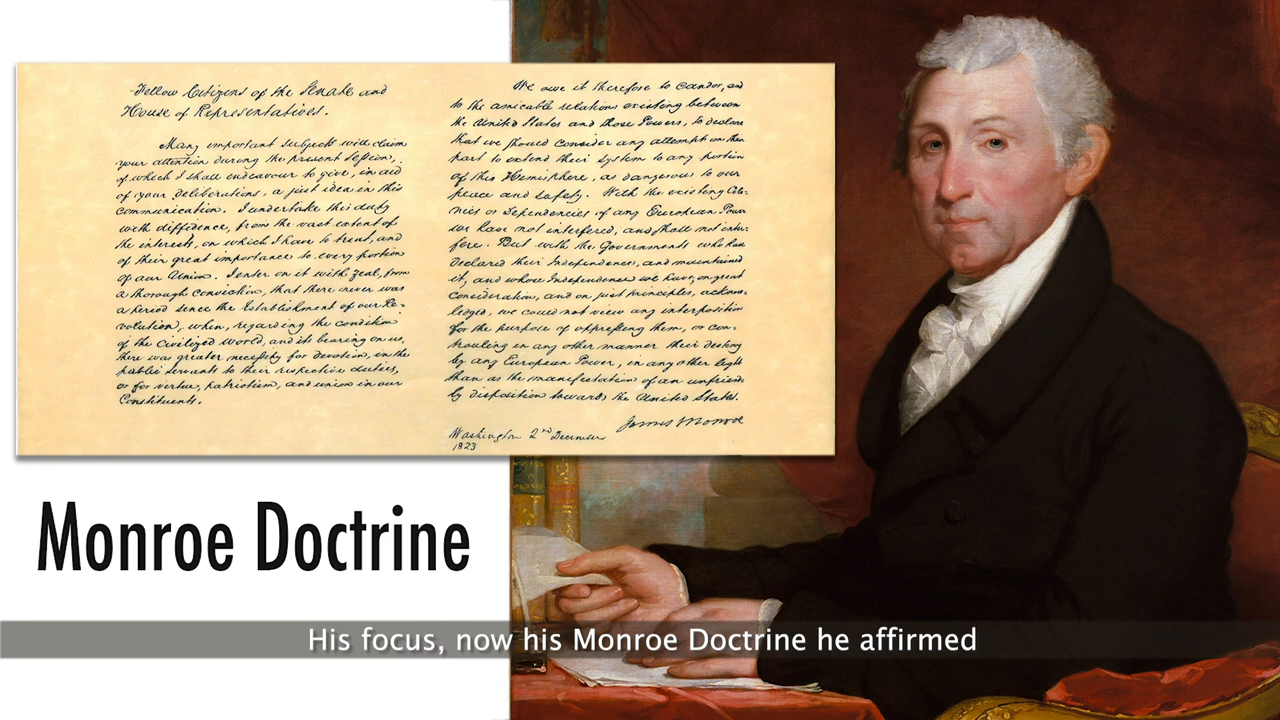 Fellow Citizens of the Senate and
House of Representatives.
Many important subjects will claim
your attention during the present Session,
of which I shall endeavour to give, in aid
of your deliberations, a just idea in this
communication. I undertake this duty
with diffidence, from the vast extent of
the interests, on which I have to treat, and
of their great importance to every portion
of our Union. I enter on it with zeal, from
a thorough conviction, that there never was
a period since the Establishment of our Re-
volution, when, regarding the condition
of the Civilized World, and its bearing on us,
there was greater necessity for devotion, in the
public servants to their respective duties,
or for virtue, patriotism, and union in our
Constituents.
We owe it therefore to candor, and
to the amicable relations existing between
the United States and those Powers, to declare
that we should consider any attempt on their
part to extend their system to any portion
of this Hemisphere, as dangerous to our
peace and safety. With the existing Colo-
nies or Dependencies of any European Power
we have not interfered, and shall not inter-
fere. But with the Governments who have
declared their Independence, and maintained
it, and whose Independence we have, on great
consideration, and on just principles, acknow-
ledged, we could not view any interposition
for the purpose of oppressing them, or con-
trouling in any other manner their destiny
by any European Power, in any other light
than as the manifestation of an unfriend-
ly disposition towards the United States.
James Monroe
Washington 2nd December
1823
Monroe Doctrine
His focus, now his Monroe Doctrine he affirmed